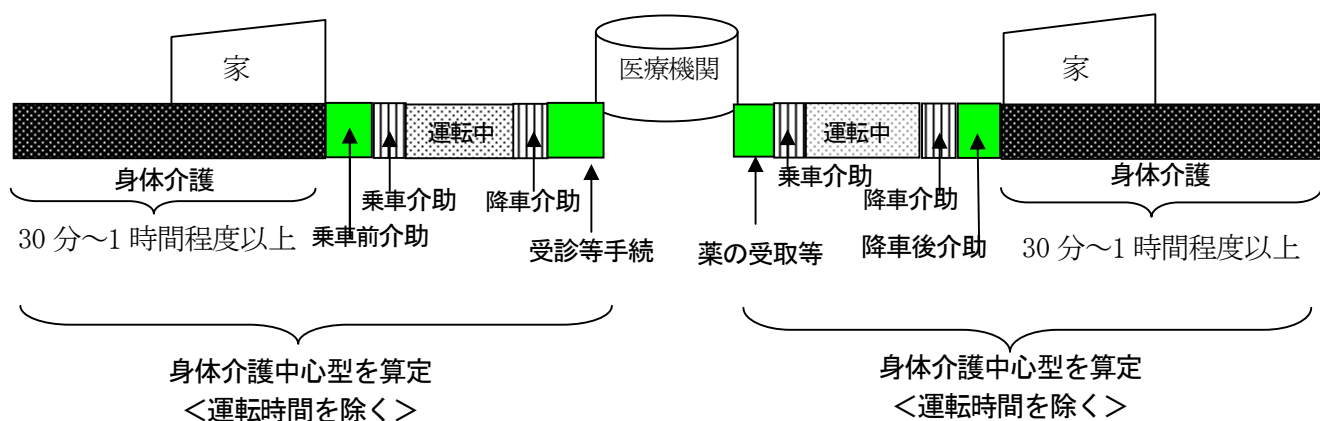 家
医療機関
家
運転中
運転中
身体介護
乗車介助
降車介助
乗車介助
降車介助
身体介護
30 分～1 時間程度以上
乗車前介助
受診等手続
薬の受取等
降車後介助
30 分～1 時間程度以上
身体介護中心型を算定
＜運転時間を除く＞
身体介護中心型を算定
＜運転時間を除く＞